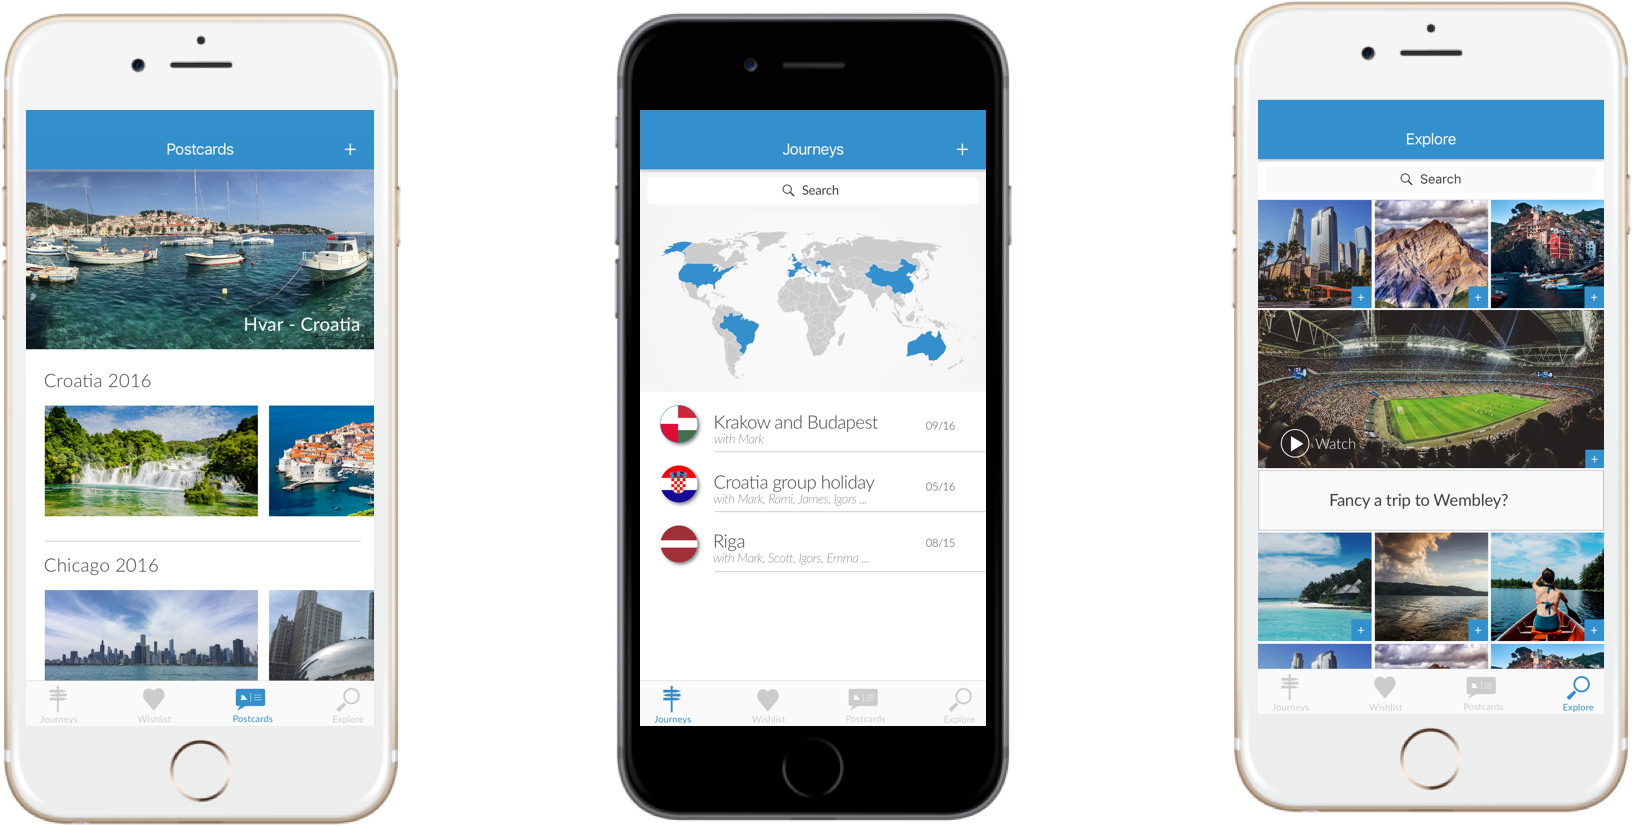 Postcards
+
Hvar - Croatia
Croatia 2016
Chicago 2016
Journeys
Wishlist
Postcards
Explore
Journeys
+
Search
Krakow and Budapest
09/16
with Mark
Croatia group holiday
05/16
with Mark, Rami, James, Igors ...
Riga
08/15
with Mark, Scott, Igors, Emma ...
Journeys
Wishlist
Postcards
Explore
Explore
Search
+
+
+
Watch
+
Fancy a trip to Wembley?
+
+
+
Journeys
Wishlist
Postcards
Explore